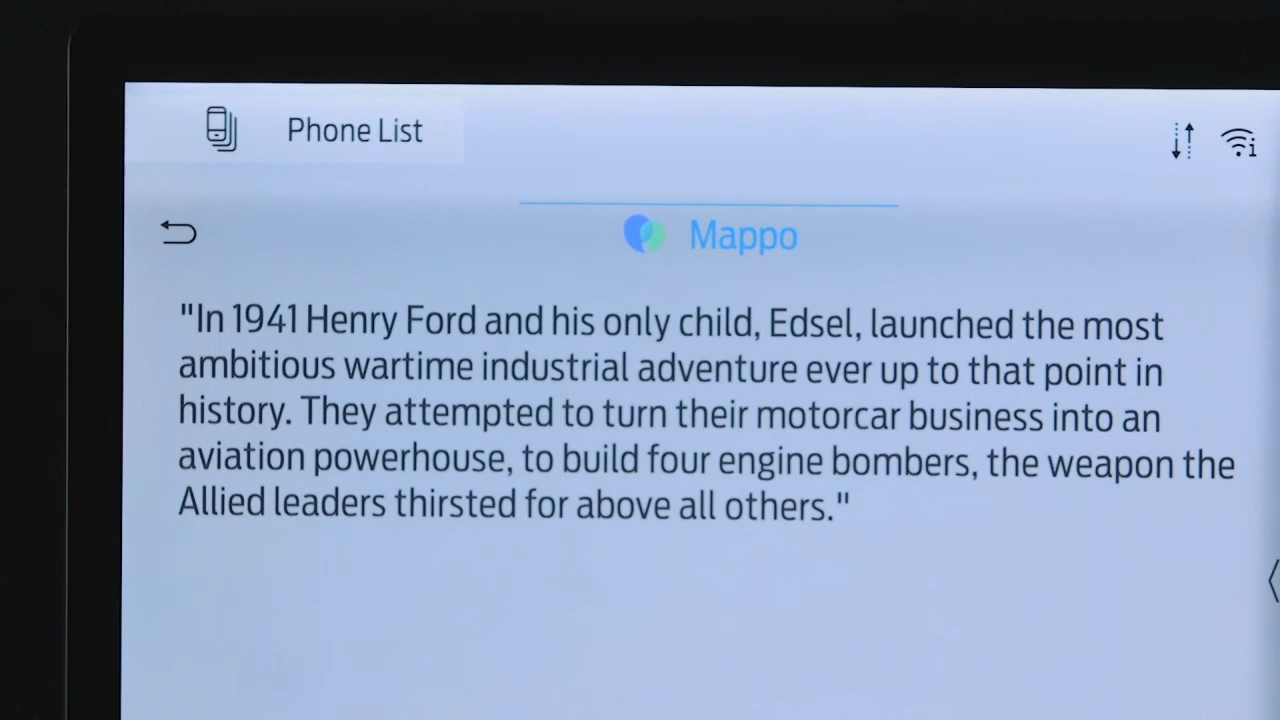 Phone List
Mappo
"In 1941 Henry Ford and his only child, Edsel, launched the most
ambitious wartime industrial adventure ever up to that point in
history. They attempted to turn their motorcar business into an
aviation powerhouse, to build four engine bombers, the weapon the
Allied leaders thirsted for above all others."